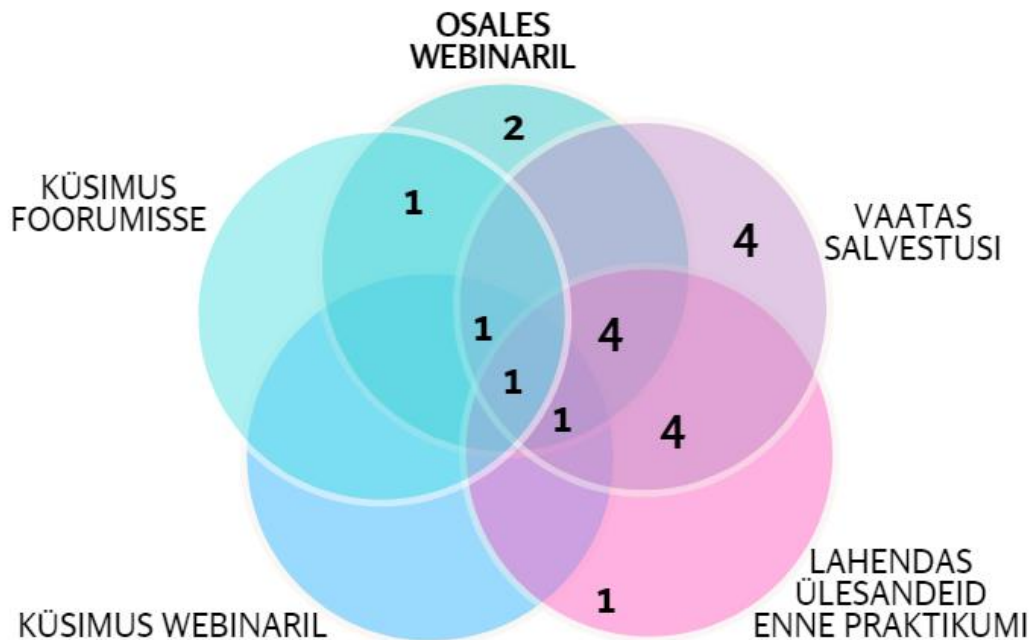 OSALES
WEBINARIL
2
KÜSIMUS
FOORUMISSE
1
4
VAATAS
SALVESTUSI
1
4
1
1
4
LAHENDAS
ÜLESANDEID
ENNE PRAKTIKUMI
1
KÜSIMUS WEBINARIL